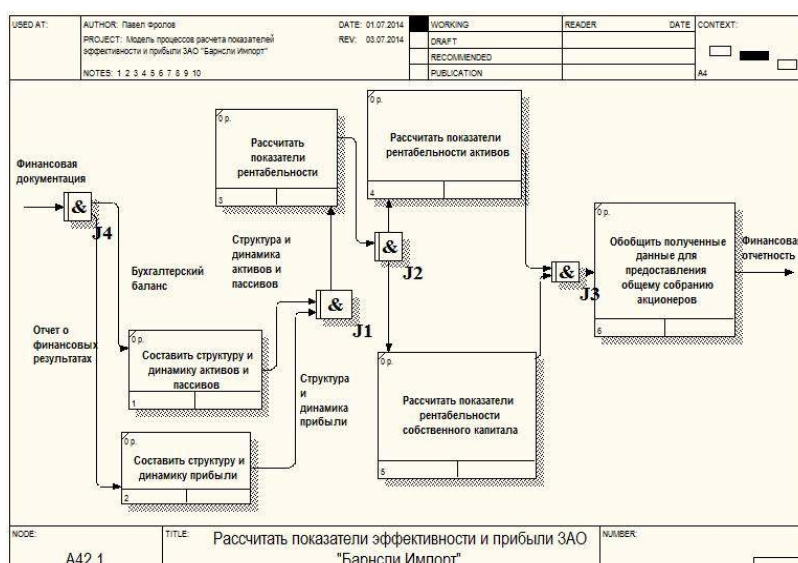 USED AT:
AUTHOR: Павел Фролов
DATE: 01.07.2014
WORKING
READER
DATE
CONTEXT:
PROJECT: Модель процессов расчета показателей
эффективности и прибыли ЗАО "Барнсли Импорт"
REV: 03.07.2014
DRAFT
RECOMMENDED
NOTES: 1 2 3 4 5 6 7 8 9 10
PUBLICATION
A4
Финансовая
документация
&
J4
0 р.
Рассчитать
показатели
рентабельности
3
0 р.
Рассчитать показатели
рентабельности активов
4
Бухгалтерский
баланс
Структура и
динамика
активов и
пассивов
&
J1
&
J2
&
J3
0 р.
Обобщить полученные
данные для
предоставления
общему собранию
акционеров
6
Финансовая
отчетность
Отчет о
финансовых
результатах
0 р.
Составить структуру и
динамику активов и
пассивов
1
Структура
и
динамика
прибыли
0 р.
Рассчитать показатели
рентабельности
собственного капитала
5
0 р.
Составить структуру и
динамику прибыли
2
NODE:
A42.1
TITLE:
Рассчитать показатели эффективности и прибыли ЗАО
"Барнсли Импорт"
NUMBER: